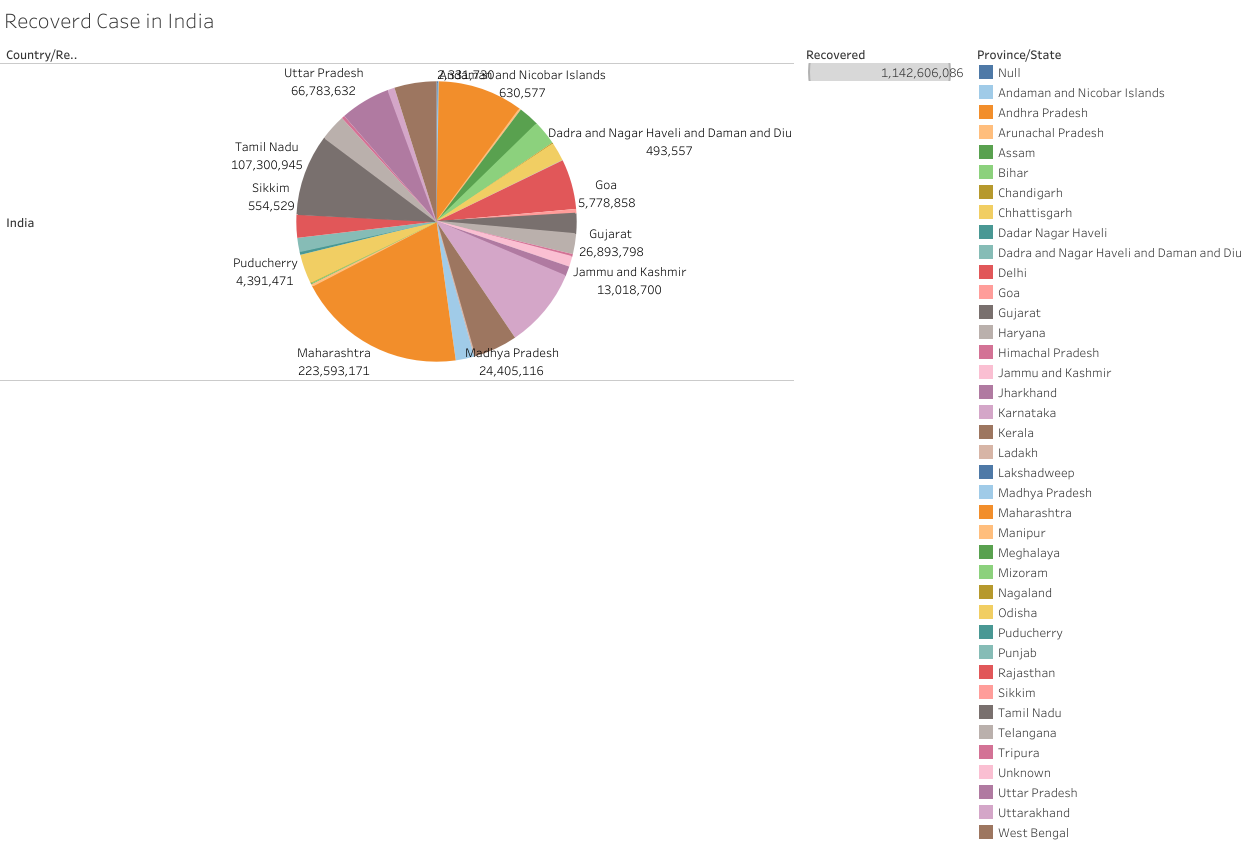 Recoverd Case in India
Country/Re..
India
2,331,730
Andaman and Nicobar Islands
630,577
Dadra and Nagar Haveli and Daman and Diu
493,557
Goa
5,778,858
Gujarat
26,893,798
Jammu and Kashmir
13,018,700
Madhya Pradesh
24,405,116
Maharashtra
223,593,171
Puducherry
4,391,471
Sikkim
554,529
Tamil Nadu
107,300,945
Uttar Pradesh
66,783,632
Recovered
1,142,606,086
Province/State
Null
Andaman and Nicobar Islands
Andhra Pradesh
Arunachal Pradesh
Assam
Bihar
Chandigarh
Chhattisgarh
Dadar Nagar Haveli
Dadra and Nagar Haveli and Daman and Diu
Delhi
Goa
Gujarat
Haryana
Himachal Pradesh
Jammu and Kashmir
Jharkhand
Karnataka
Kerala
Ladakh
Lakshadweep
Madhya Pradesh
Maharashtra
Manipur
Meghalaya
Mizoram
Nagaland
Odisha
Puducherry
Punjab
Rajasthan
Sikkim
Tamil Nadu
Telangana
Tripura
Unknown
Uttar Pradesh
Uttarakhand
West Bengal